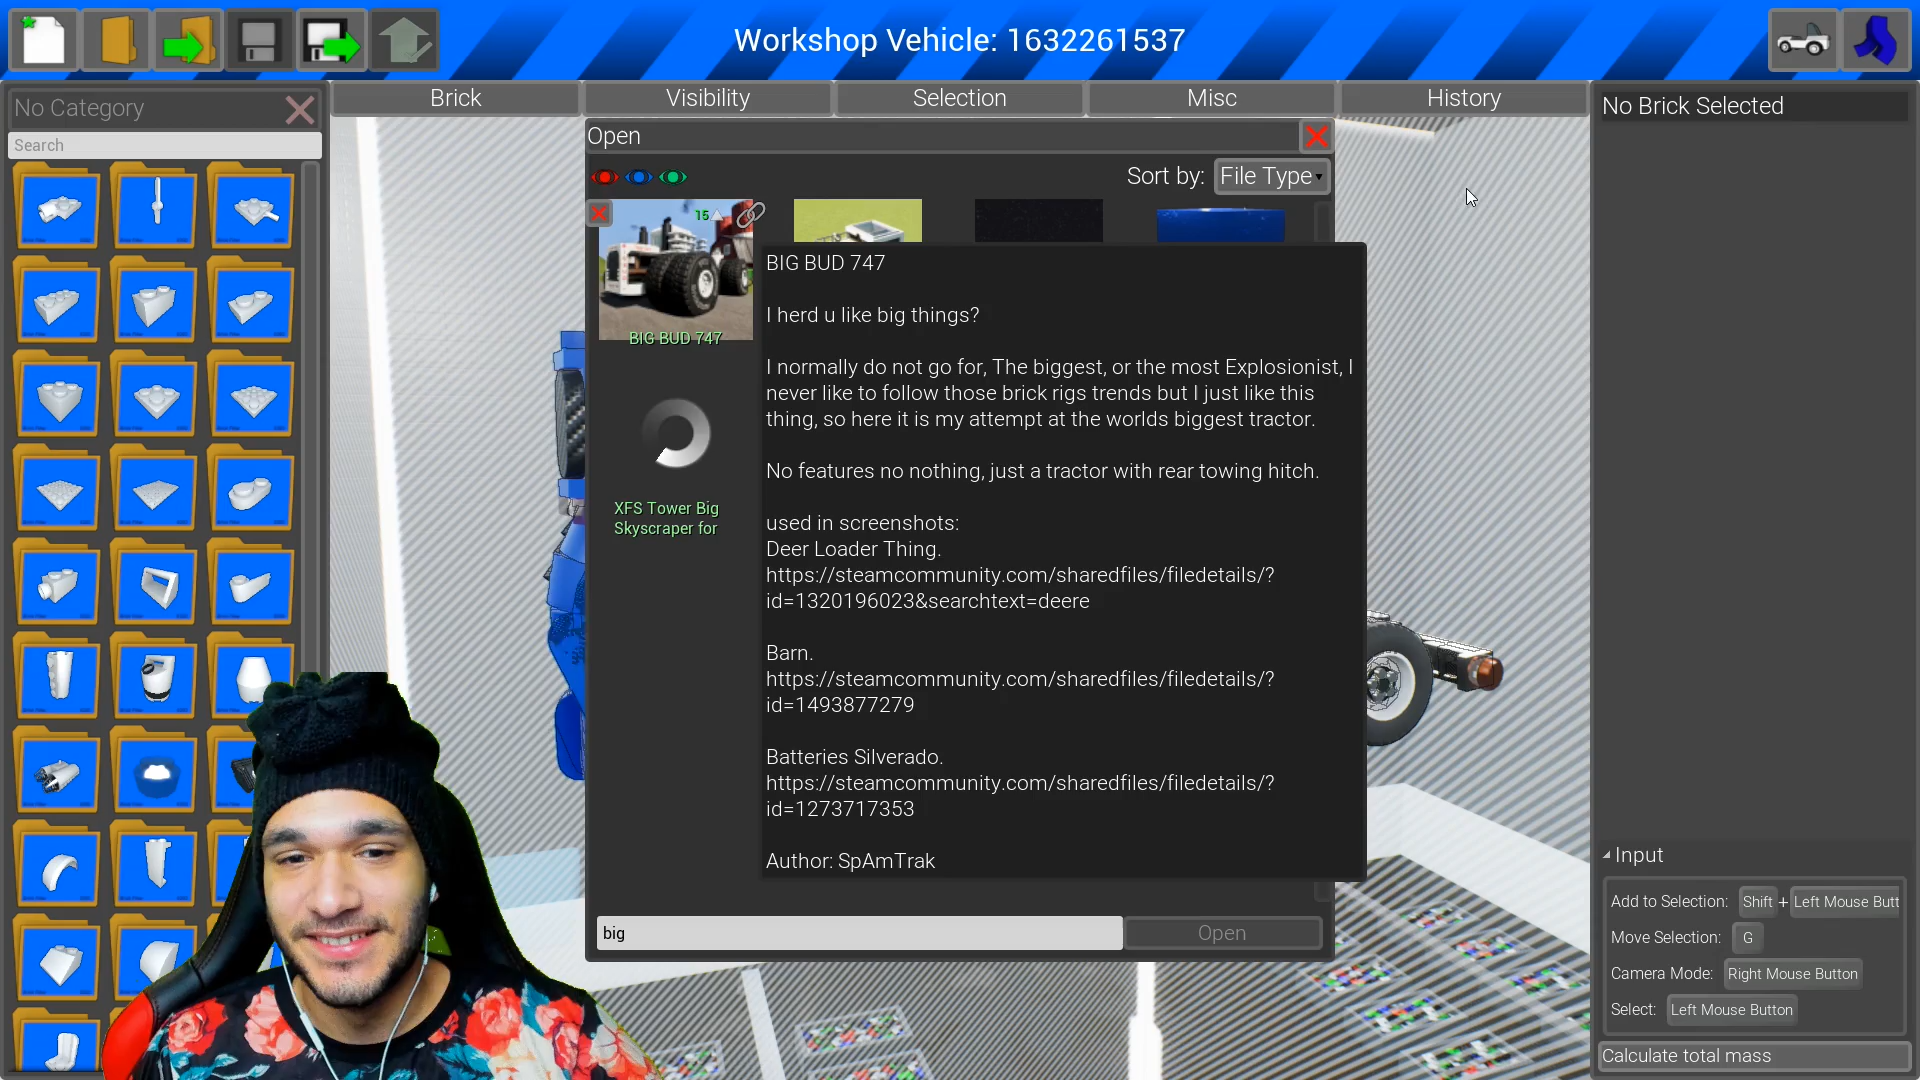 Workshop Vehicle: 1632261537
No Category
Search
Brick
Visibility
Selection
Misc
History
No Brick Selected
Open
Sort by:
File Type
15
BIG BUD 747
XFS Tower Big
Skyscraper for
BIG BUD 747
I herd u like big things?
I normally do not go for, The biggest, or the most Explosionist, I
never like to follow those brick rigs trends but I just like this
thing, so here it is my attempt at the worlds biggest tractor.
No features no nothing, just a tractor with rear towing hitch.
used in screenshots:
Deer Loader Thing.
https://steamcommunity.com/sharedfiles/filedetails/?
id=1320196023&searchtext=deere
Barn.
https://steamcommunity.com/sharedfiles/filedetails/?
id=1493877279
Batteries Silverado.
https://steamcommunity.com/sharedfiles/filedetails/?
id=1273717353
Author: SpAmTrak
big
Open
Input
Add to Selection: Shift + Left Mouse Butt
Move Selection: G
Camera Mode: Right Mouse Button
Select: Left Mouse Button
Calculate total mass